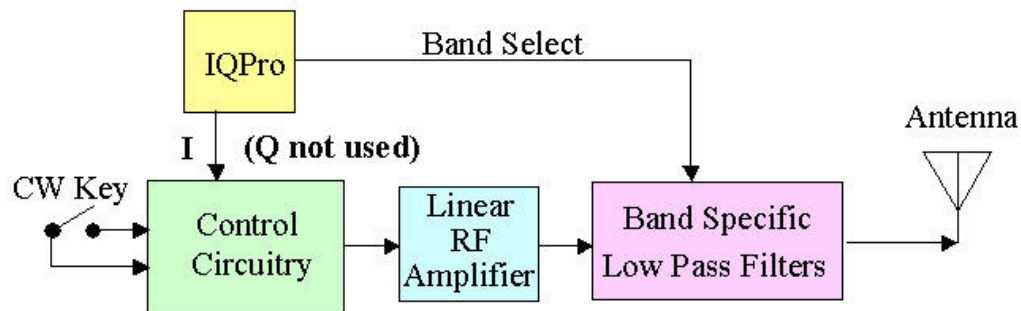 IQPro
Band Select
I (Q not used)
Antenna
CW Key
Control
Circuitry
Linear
RF
Amplifier
Band Specific
Low Pass Filters